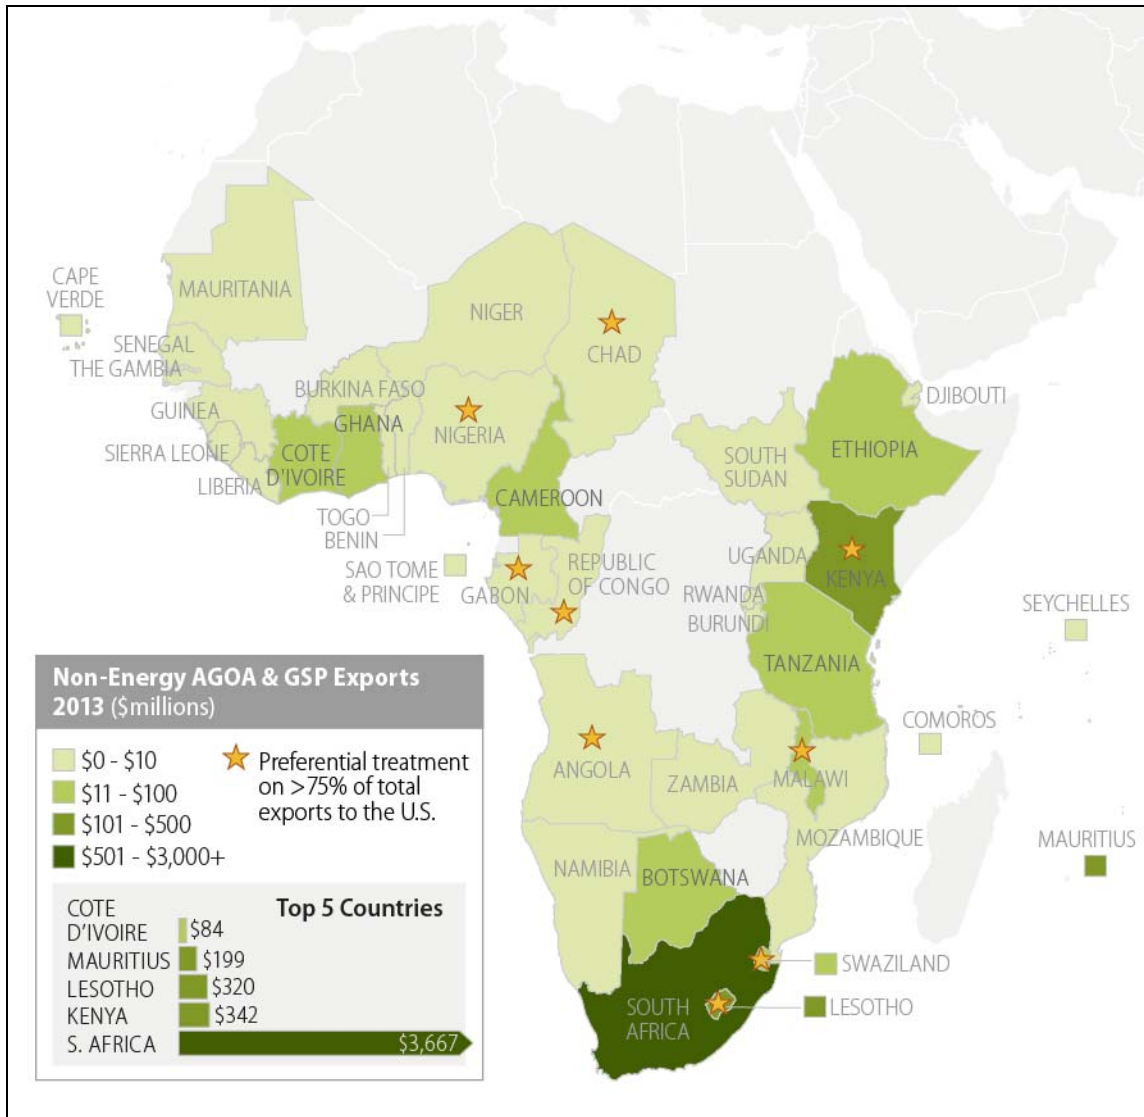 CAPE
VERDE
MAURITANIA
NIGER
CHAD
SENEGAL
THE GAMBIA
BURKINA FASO
DJIBOUTI
GUINEA
GHANA
NIGERIA
SIERRA LEONE
COTE
D'IVOIRE
SOUTH
SUDAN
ETHIOPIA
LIBERIA
CAMEROON
TOGO
BENIN
UGANDA
REPUBLIC
OF CONGO
SAO TOME
& PRINCIPE
GABON
KENYA
RWANDA
BURUNDI
SEYCHELLES
TANZANIA
COMOROS
ANGOLA
ZAMBIA
MALAWI
MOZAMBIQUE
MAURITIUS
NAMIBIA
BOTSWANA
SWAZILAND
SOUTH
AFRICA
LESOTHO
Non-Energy AGOA & GSP Exports
2013 ($millions)
$0 - $10
$11 - $100
$101 - $500
$501 - $3,000+
Preferential treatment
on >75% of total
exports to the U.S.
Top 5 Countries
COTE
D'IVOIRE $84
MAURITIUS $199
LESOTHO $320
KENYA $342
S. AFRICA $3,667